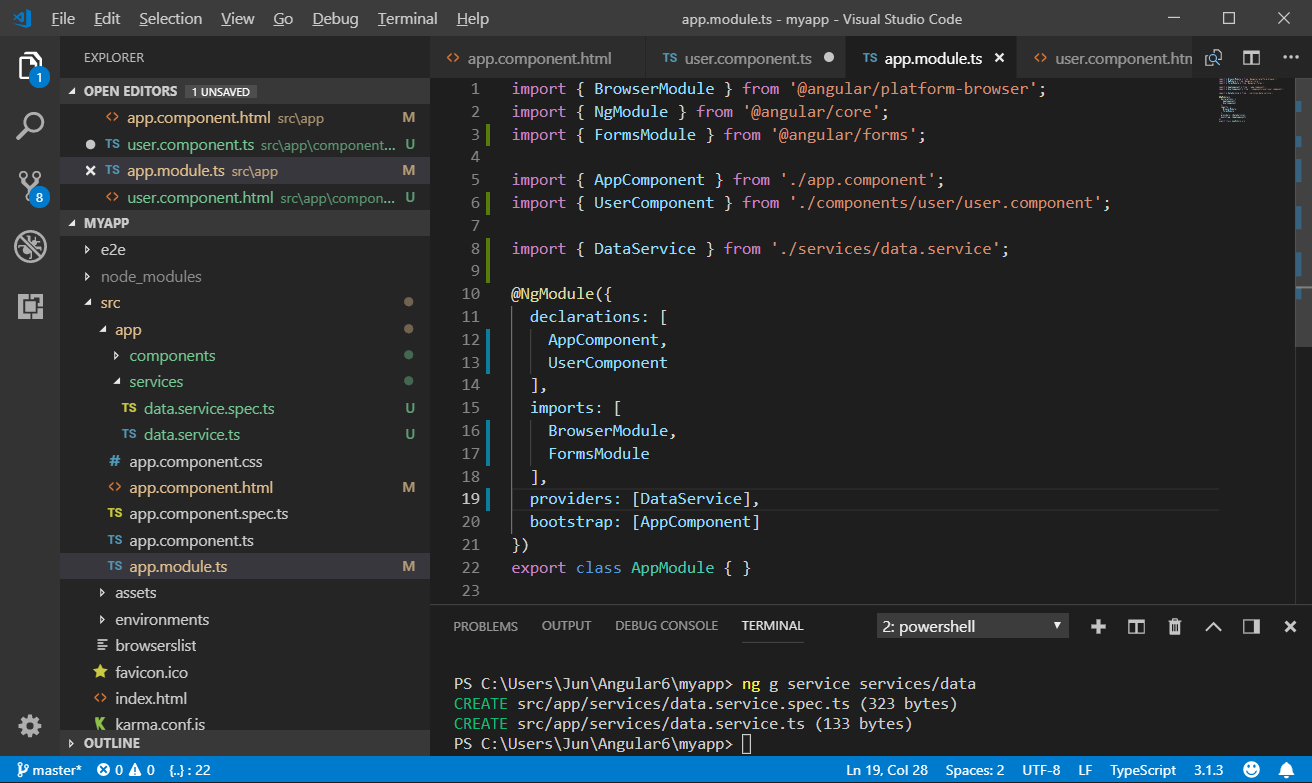 File Edit Selection View Go Debug Terminal Help
app.module.ts - myapp - Visual Studio Code
EXPLORER
1
OPEN EDITORS 1 UNSAVED
<> app.component.html src\app M
TS user.component.ts src\app\component... U
TS app.module.ts src\app M
<> user.component.html src\app\compon... U
8
MYAPP
e2e
node_modules
src
app
components
services
TS data.service.spec.ts U
TS data.service.ts U
# app.component.css
<> app.component.html M
TS app.component.spec.ts
TS app.component.ts
TS app.module.ts M
assets
environments
browserslist
favicon.ico
<> index.html
karma.conf.js
OUTLINE
<> app.component.html
TS user.component.ts
TS app.module.ts
<> user.component.htm
1 import { BrowserModule } from '@angular/platform-browser';
2 import { NgModule } from '@angular/core';
3 import { FormsModule } from '@angular/forms';
4
5 import { AppComponent } from './app.component';
6 import { UserComponent } from './components/user/user.component';
7
8 import { DataService } from './services/data.service';
9
10 @NgModule({
11 declarations: [
12 AppComponent,
13 UserComponent
14 ],
15 imports: [
16 BrowserModule,
17 FormsModule
18 ],
19 providers: [DataService],
20 bootstrap: [AppComponent]
21 })
22 export class AppModule { }
23
PROBLEMS OUTPUT DEBUG CONSOLE TERMINAL
2: powershell
PS C:\Users\Jun\Angular6\myapp> ng g service services/data
CREATE src/app/services/data.service.spec.ts (323 bytes)
CREATE src/app/services/data.service.ts (133 bytes)
PS C:\Users\Jun\Angular6\myapp>
master* 0 0 {..} : 22
Ln 19, Col 28 Spaces: 2 UTF-8 LF TypeScript 3.1.3